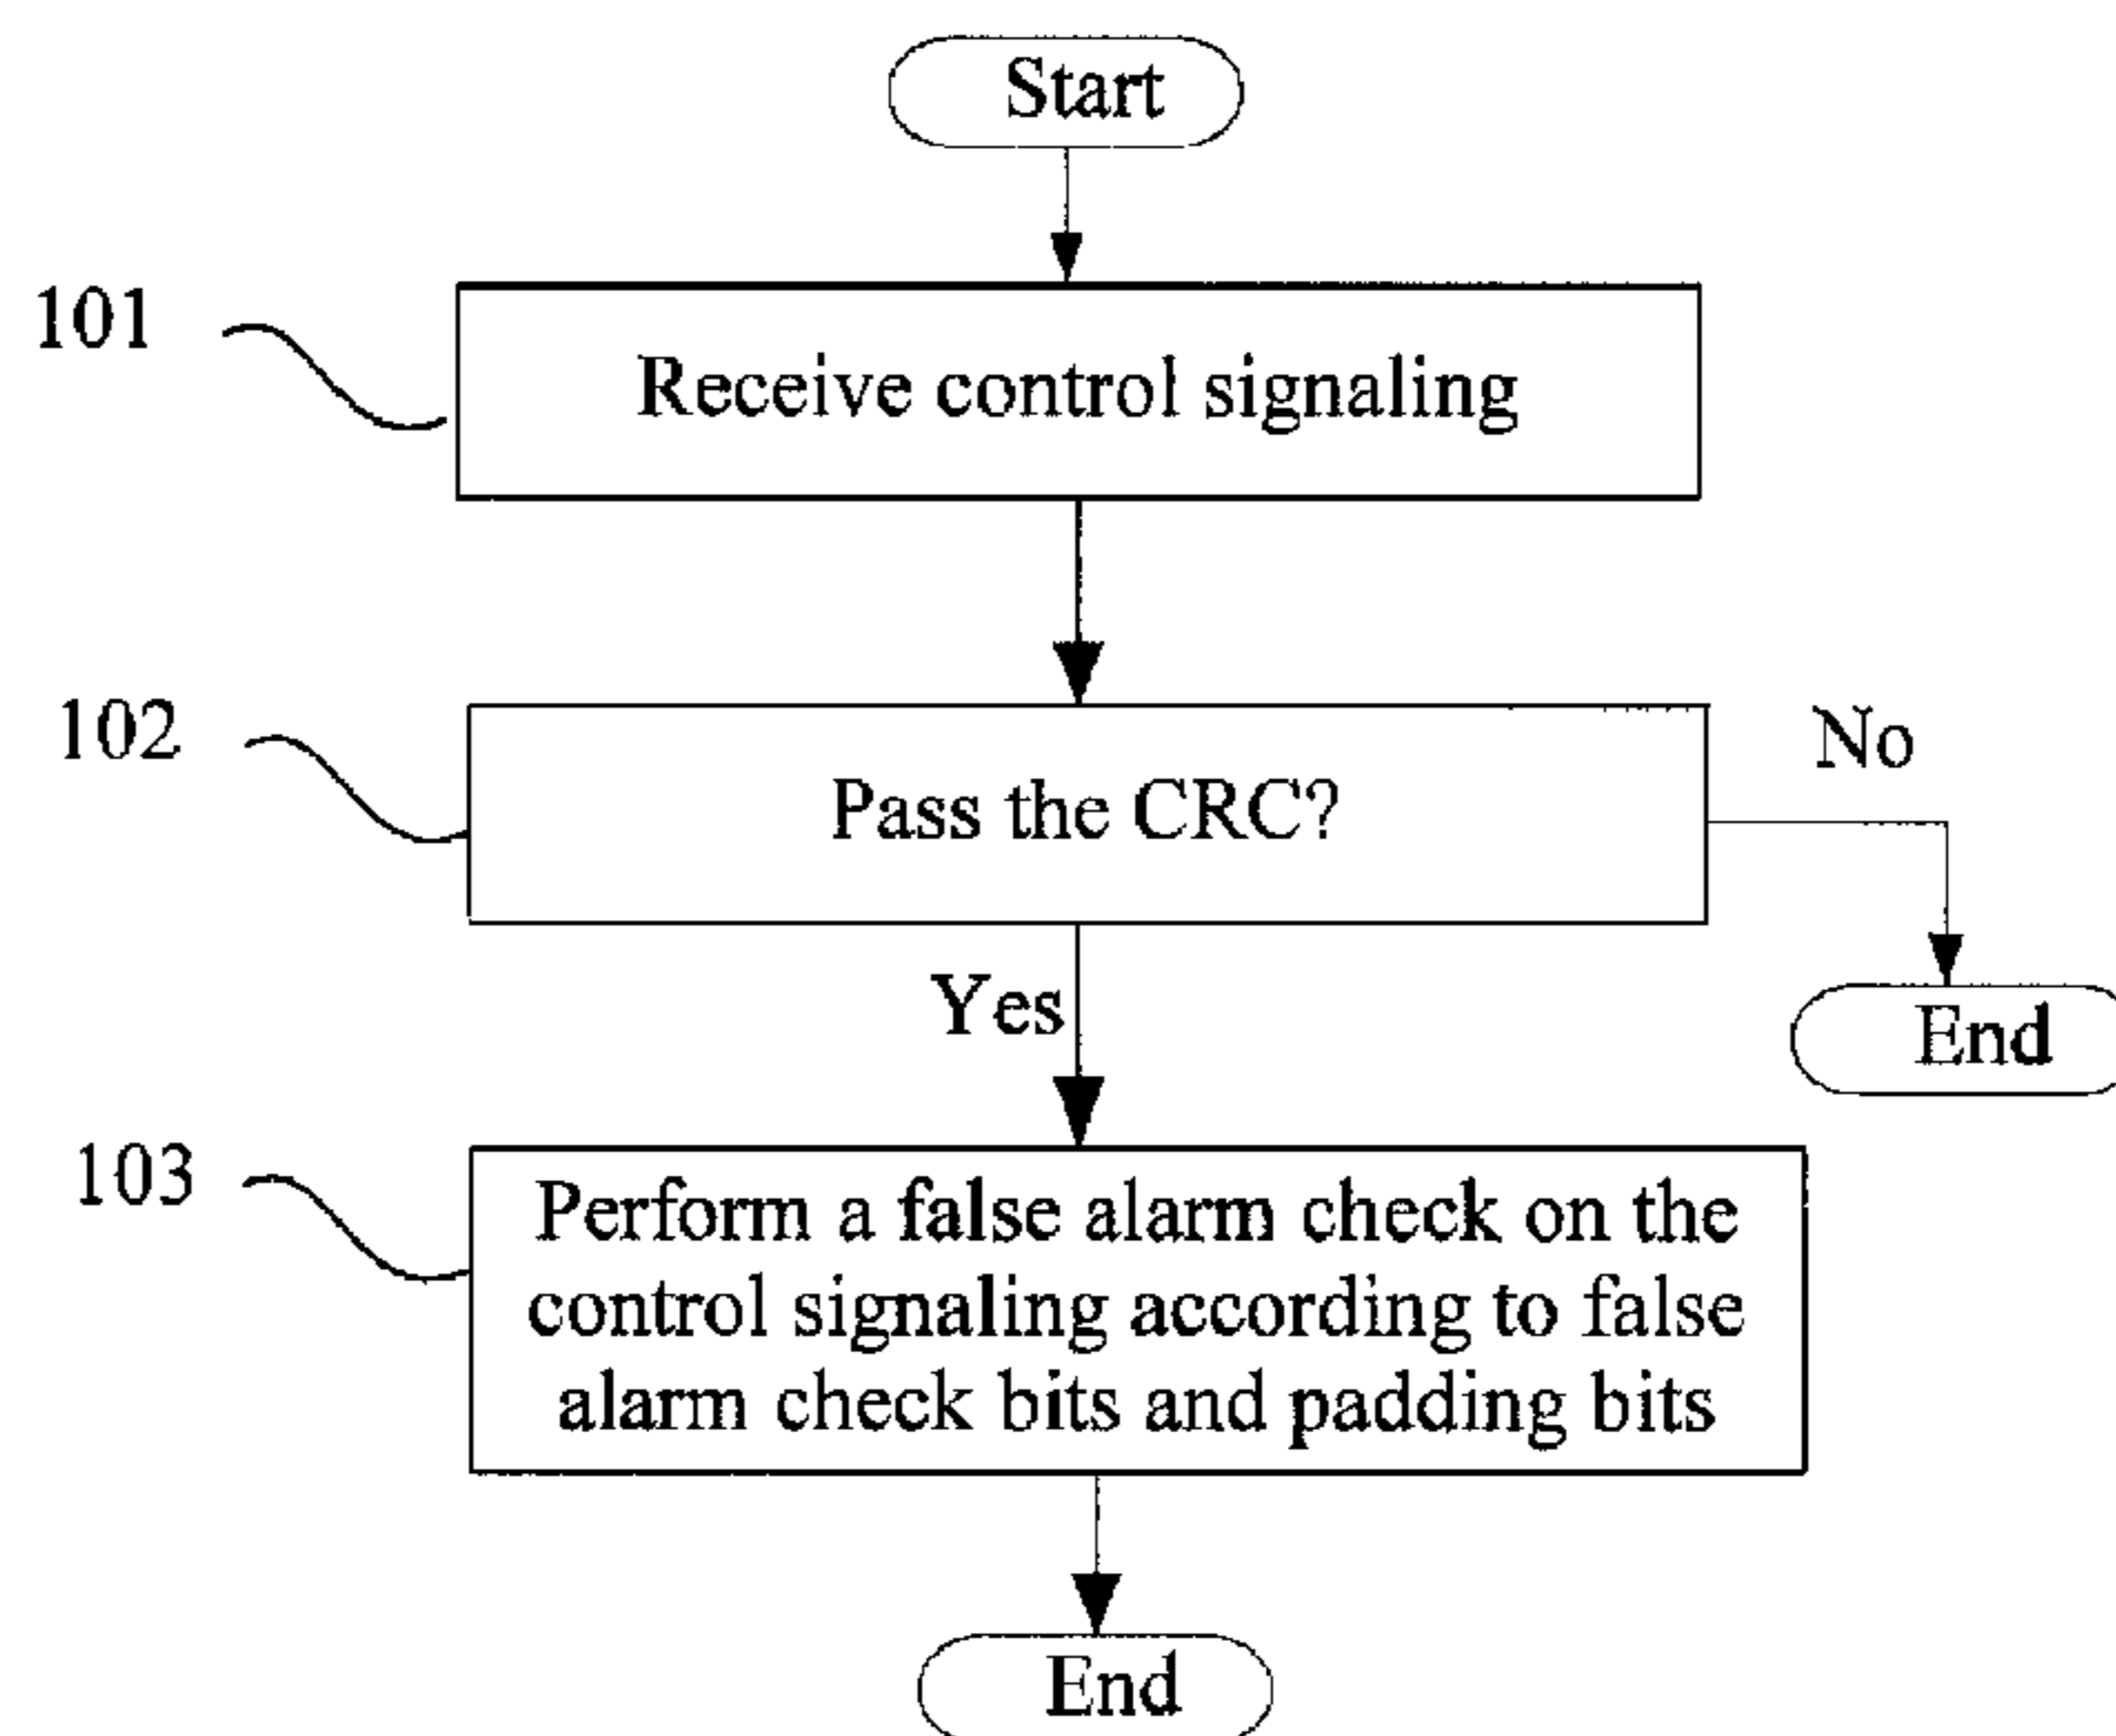 Start
101
Receive control signaling
102
Pass the CRC?
No
Yes
End
103
Perform a false alarm check on the
control signaling according to false
alarm check bits and padding bits
End